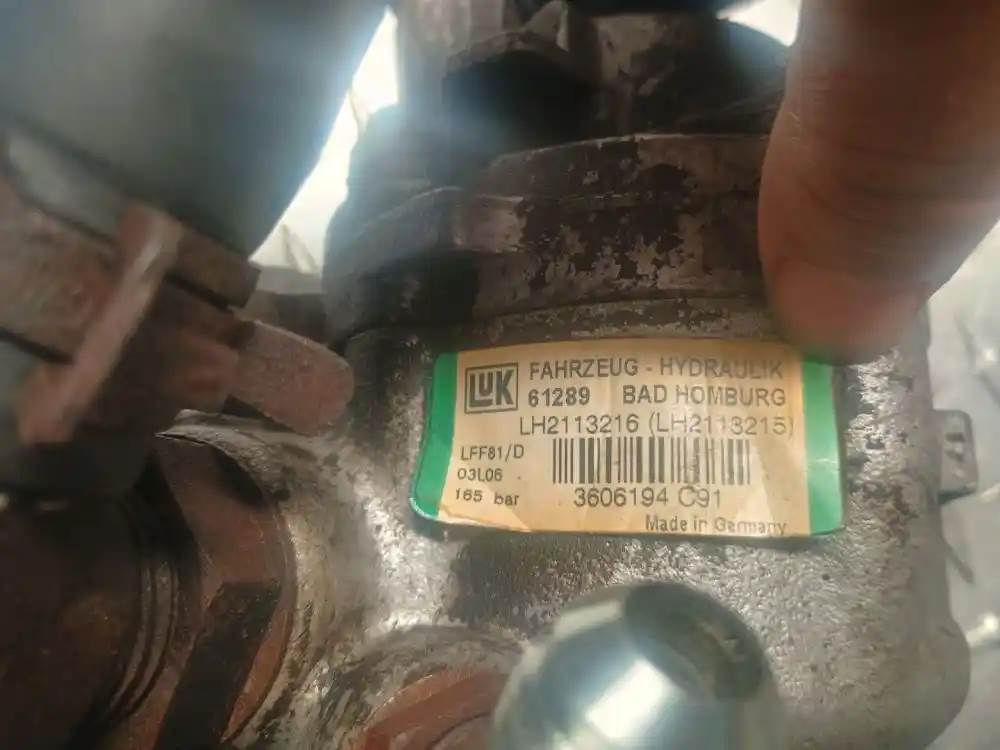 LUK FAHRZEUG - HYDRAULIK
61289 BAD HOMBURG
LH2113216 (LH2113215)
LFF81/D
03L06
165 bar
3606194 C91
Made in Germany